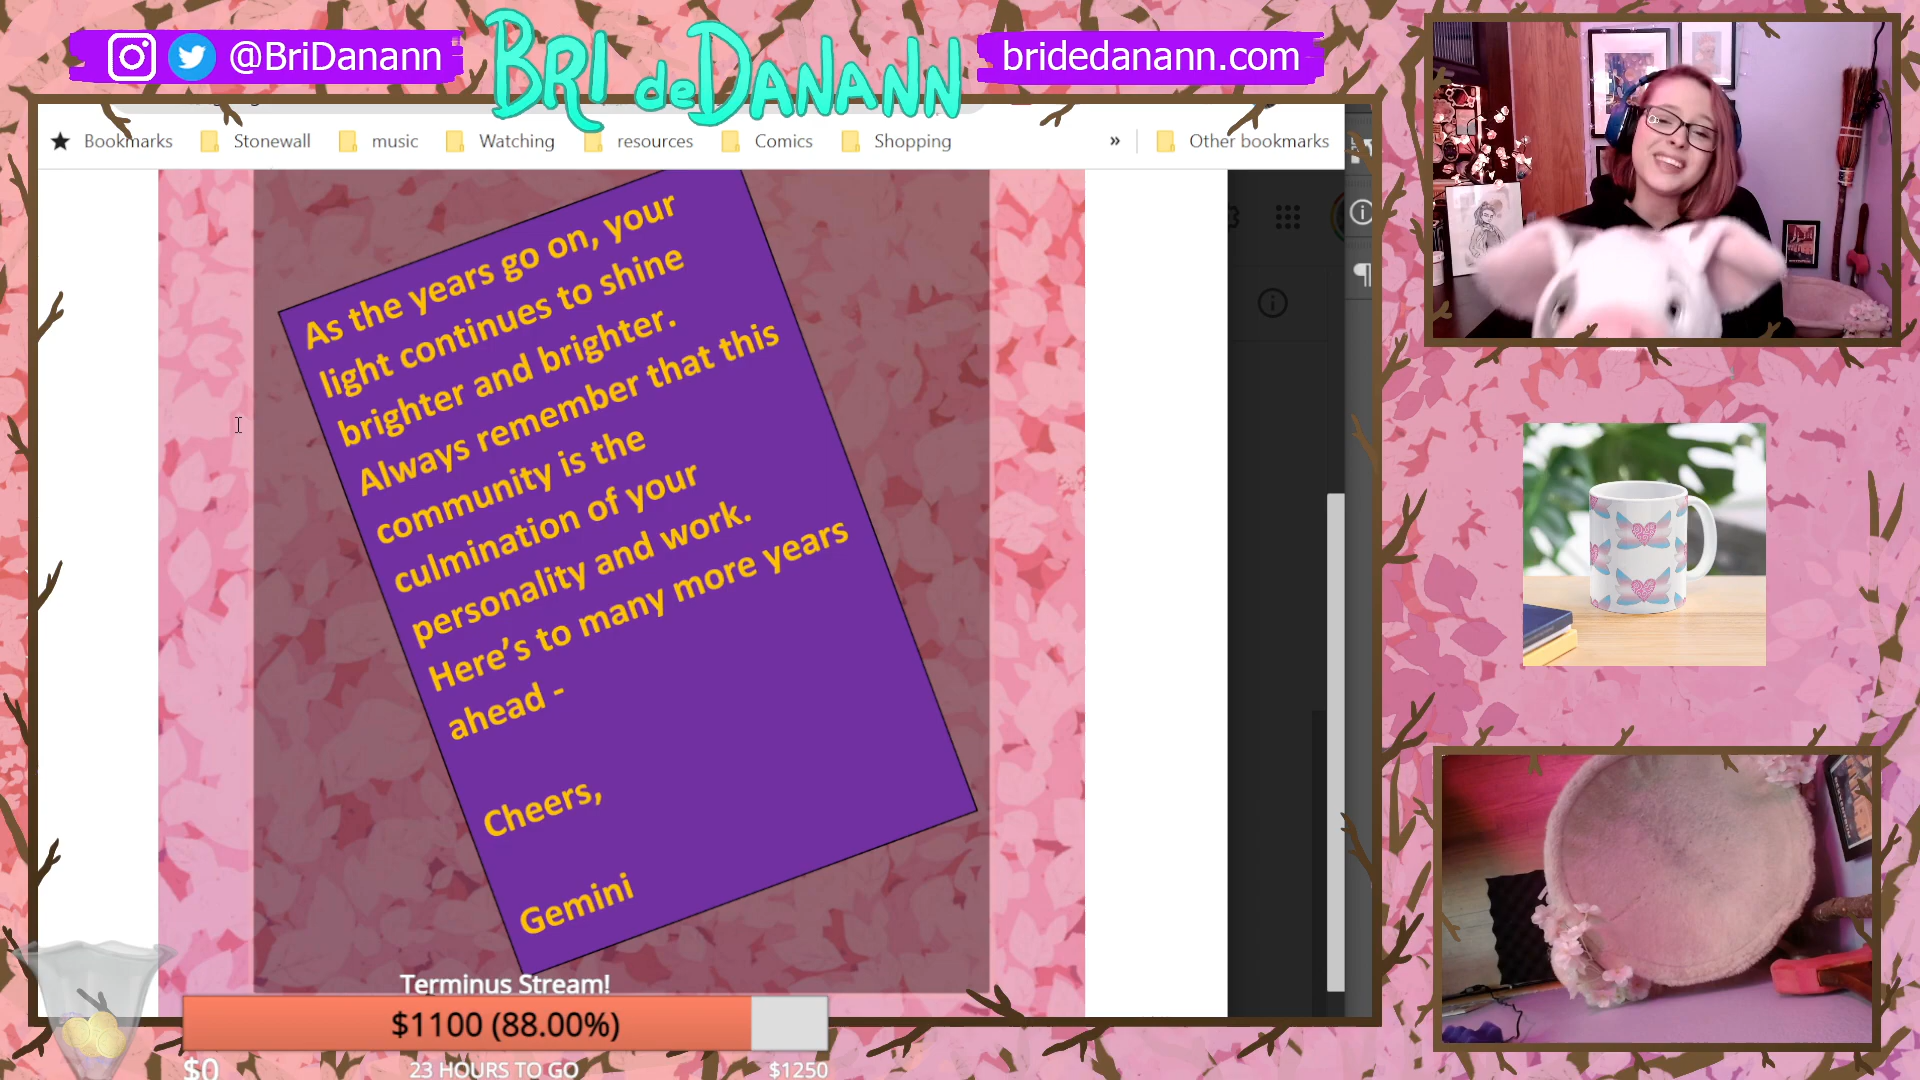 @BriDanann
BRI deDANANN
bridedanann.com
Bookmarks
Stonewall
music
Watching
resources
Comics
Shopping
»
Other bookmarks
As the years go on, your
light continues to shine
brighter and brighter.
Always remember that this
community is the
culmination of your
personality and work.
Here's to many more years
ahead -
Cheers,
Gemini
Terminus Stream!
$1100 (88.00%)
$0
23 HOURS TO GO
$1250